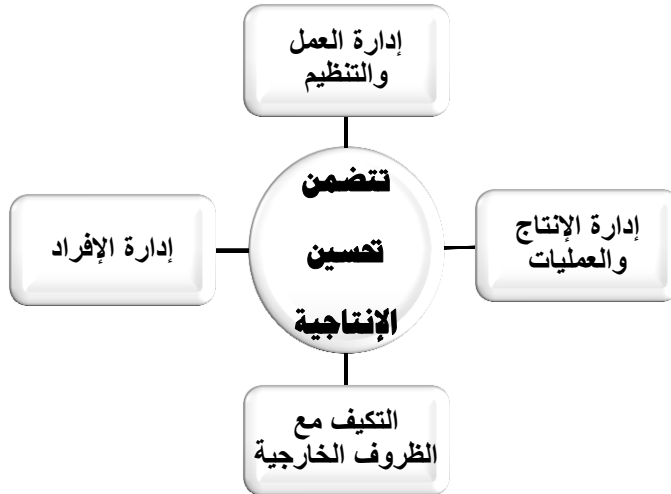 إدارة العمل
والتنظيم
تتضمن
تحسين
الإنتاجية
إدارة الإنتاج
والعمليات
إدارة الإفراد
التكيف مع
الظروف الخارجية